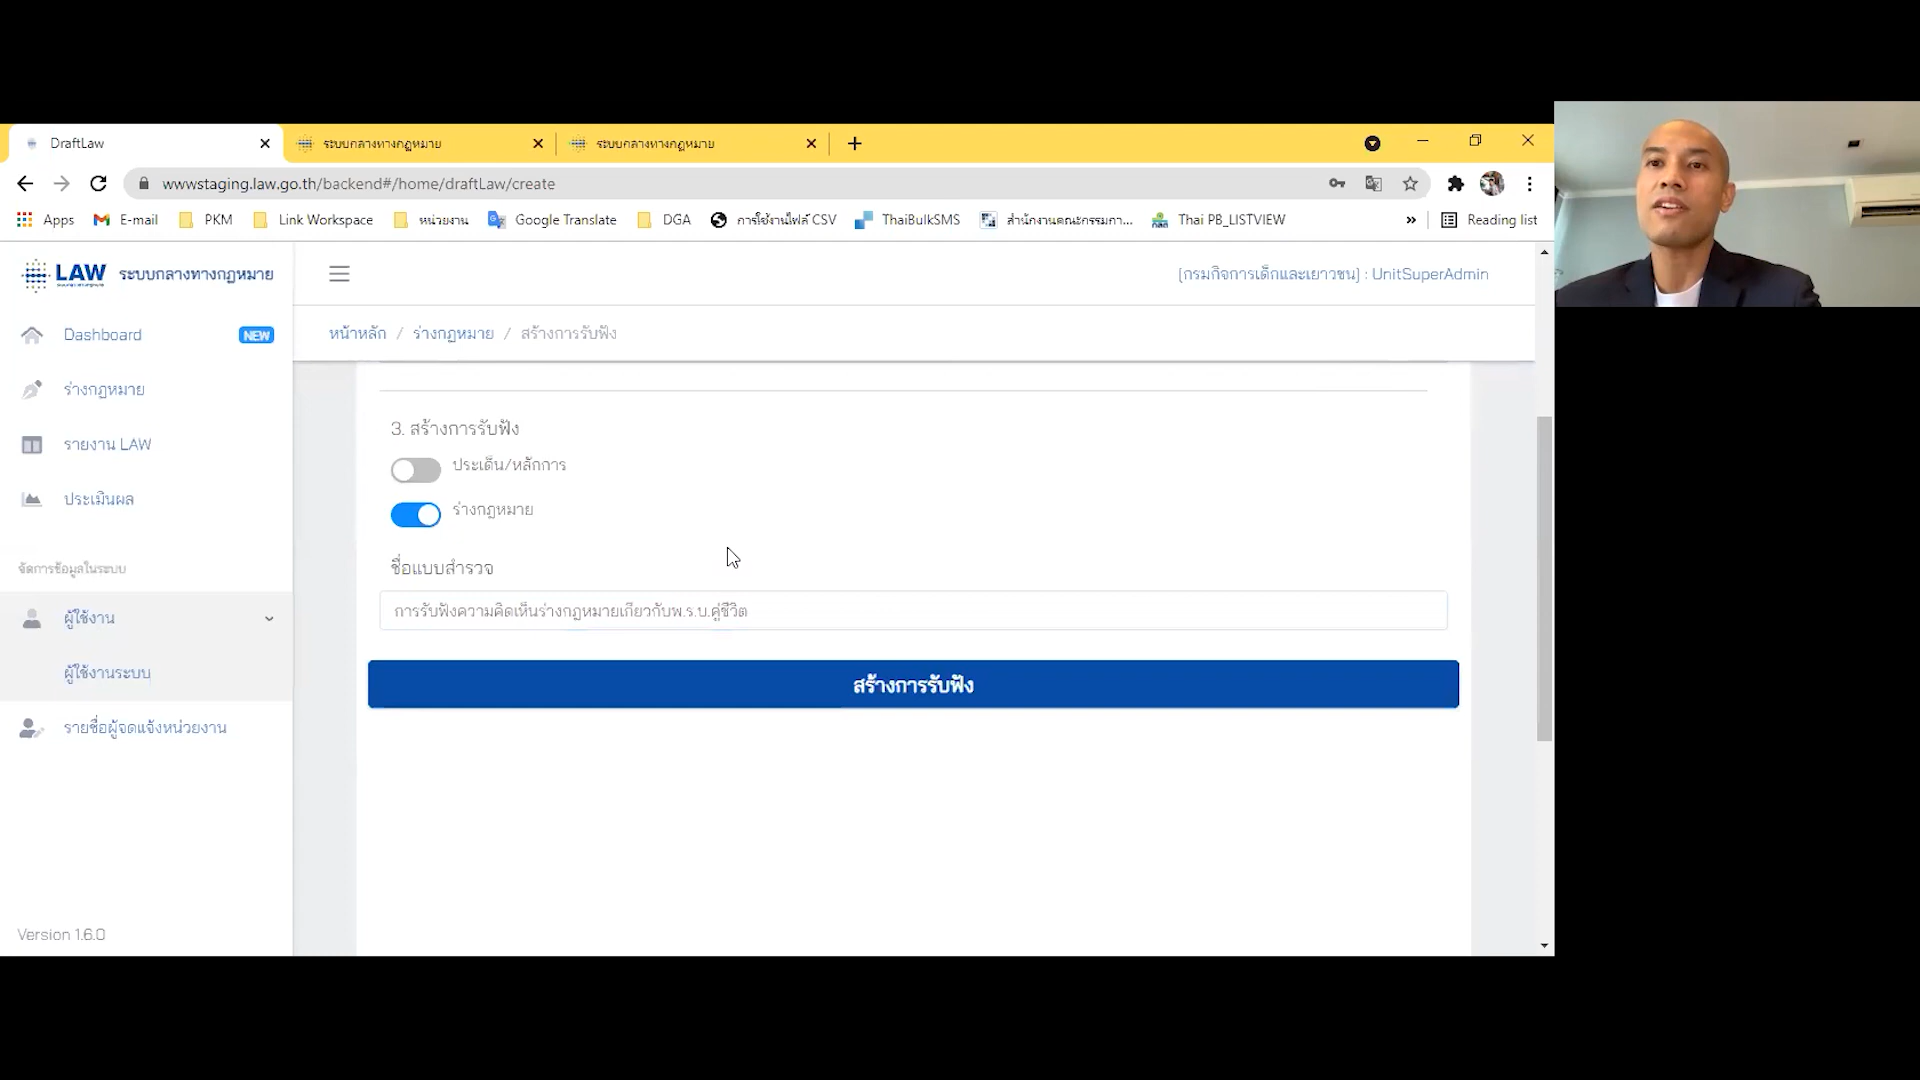 DraftLaw
ระบบกลางทางกฎหมาย
ระบบกลางทางกฎหมาย
wwwstaging.law.go.th/backend#/home/draftLaw/create
Apps
E-mail
PKM
Link Workspace
หน่วยงาน
Google Translate
DGA
การใช้งานไฟล์ CSV
ThaiBulkSMS
สำนักงานคณะกรรมกา...
Thai PB_LISTVIEW
»
Reading list
LAW ระบบกลางทางกฎหมาย
[กรมกิจการเด็กและเยาวชน] : UnitSuperAdmin
Dashboard NEW
ร่างกฎหมาย
รายงาน LAW
ประเมินผล
จัดการข้อมูลในระบบ
ผู้ใช้งาน
ผู้ใช้งานระบบ
รายชื่อผู้จดแจ้งหน่วยงาน
Version 1.6.0
หน้าหลัก / ร่างกฎหมาย / สร้างการรับฟัง
3. สร้างการรับฟัง
ประเด็น/หลักการ
ร่างกฎหมาย
ชื่อแบบสำรวจ
การรับฟังความคิดเห็นร่างกฎหมายเกี่ยวกับพ.ร.บ.คู่ชีวิต
สร้างการรับฟัง